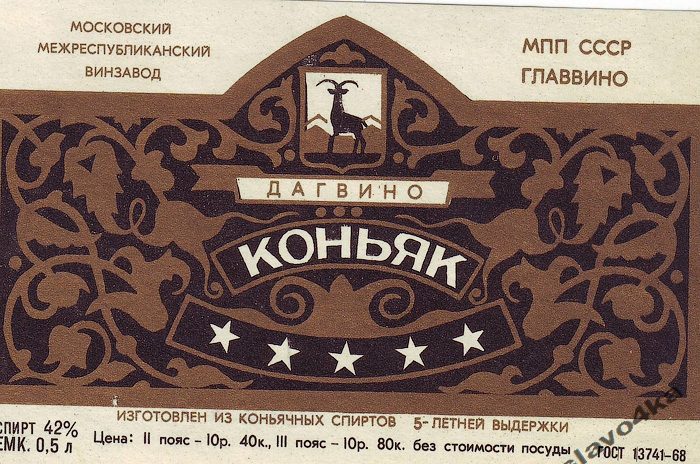 МОСКОВСКИЙ
МЕЖРЕСПУБЛИКАНСКИЙ
ВИНЗАВОД
МПП СССР
ГЛАВВИНО
ДАГВИНО
КОНЬЯК
ИЗГОТОВЛЕН ИЗ КОНЬЯЧНЫХ СПИРТОВ 5-ЛЕТНЕЙ ВЫДЕРЖКИ
СПИРТ 42%
ЕМК. 0,5 л
Цена: II пояс – 10р. 40к., III пояс – 10р. 80к. без стоимости посуды
ГОСТ 13741-68
slavo4ka